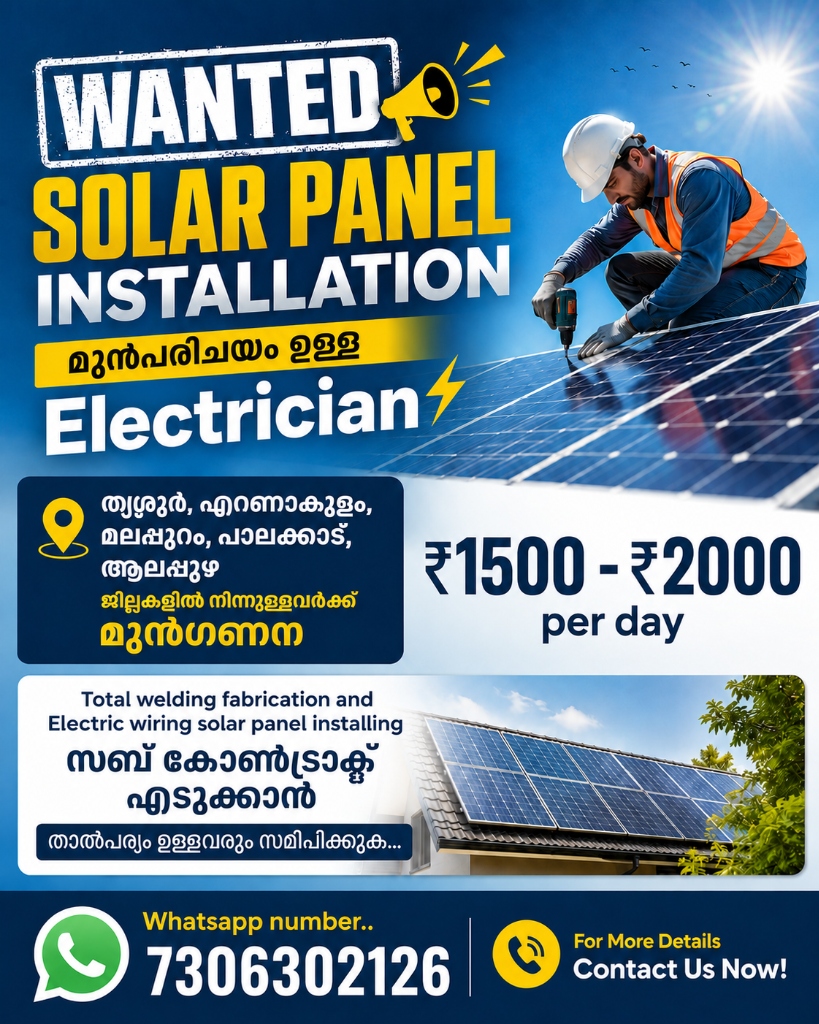 WANTED
SOLAR PANEL
INSTALLATION
മുൻപരിചയം ഉള്ള
Electrician
തൃശ്ശൂർ, എറണാകുളം,
മലപ്പുറം, പാലക്കാട്,
ആലപ്പുഴ
ജില്ലകളിൽ നിന്നുള്ളവർക്ക്
മുൻഗണന
₹1500 - ₹2000
per day
Total welding fabrication and
Electric wiring solar panel installing
സബ് കോൺട്രാക്ട്
എടുക്കാൻ
താൽപര്യം ഉള്ളവരും സമിപിക്കുക...
Whatsapp number..
7306302126
For More Details
Contact Us Now!